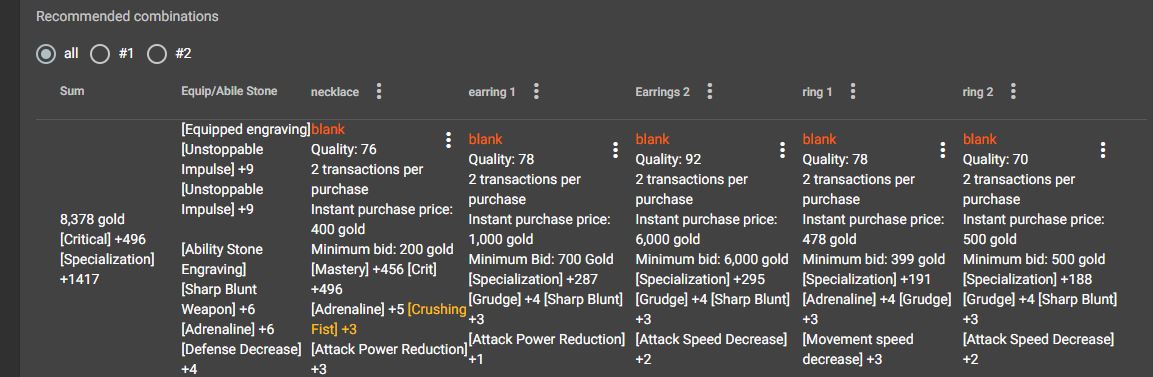 Recommended combinations
all #1 #2
Sum Equip/Abile Stone necklace earring 1 Earrings 2 ring 1 ring 2
8,378 gold
[Critical] +496
[Specialization]
+1417
[Equipped engraving]
[Unstoppable
Impulse] +9
[Unstoppable
Impulse] +9
[Ability Stone
Engraving]
[Sharp Blunt
Weapon] +6
[Adrenaline] +6
[Defense Decrease]
+4
blank
Quality: 76
2 transactions per
purchase
Instant purchase price:
400 gold
Minimum bid: 200 gold
[Mastery] +456 [Crit]
+496
[Adrenaline] +5 [Crushing
Fist] +3
[Attack Power Reduction]
+3
blank
Quality: 78
2 transactions per
purchase
Instant purchase price:
1,000 gold
Minimum Bid: 700 Gold
[Specialization] +287
[Grudge] +4 [Sharp Blunt]
+3
[Attack Power Reduction]
+1
blank
Quality: 92
2 transactions per
purchase
Instant purchase price:
6,000 gold
Minimum bid: 6,000 gold
[Specialization] +295
[Grudge] +4 [Sharp Blunt]
+3
[Attack Speed Decrease]
+2
blank
Quality: 78
2 transactions per
purchase
Instant purchase price:
478 gold
Minimum bid: 399 gold
[Specialization] +191
[Adrenaline] +4 [Grudge]
+3
[Movement speed
decrease] +3
blank
Quality: 70
2 transactions per
purchase
Instant purchase price:
500 gold
Minimum bid: 500 gold
[Specialization] +188
[Grudge] +4 [Sharp Blunt]
+3
[Attack Speed Decrease]
+2